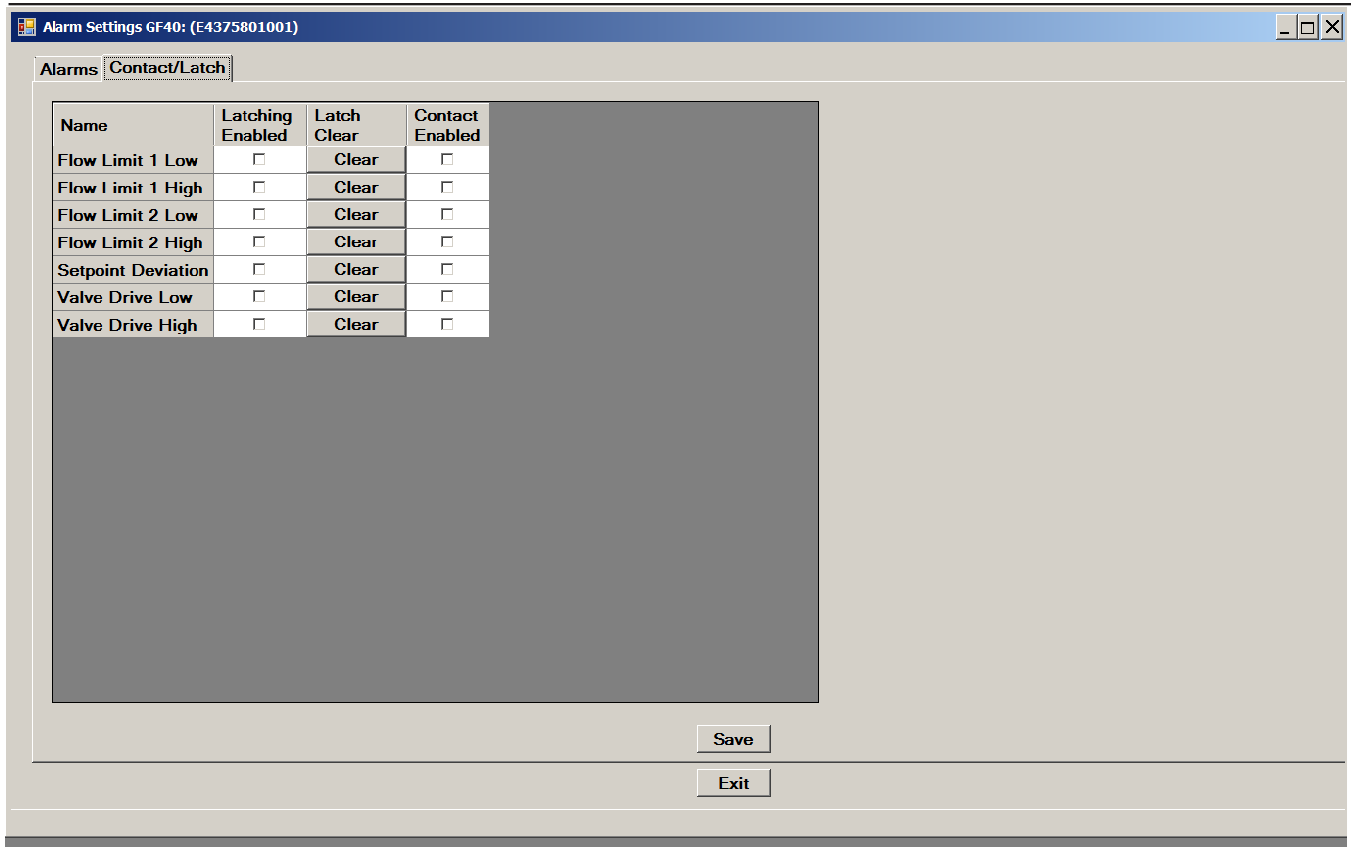 Alarm Settings GF40: (E4375801001)
Alarms Contact/Latch
Name Latching Enabled Latch Clear Contact Enabled
Flow Limit 1 Low Clear
Flow Limit 1 High Clear
Flow Limit 2 Low Clear
Flow Limit 2 High Clear
Setpoint Deviation Clear
Valve Drive Low Clear
Valve Drive High Clear
Save
Exit